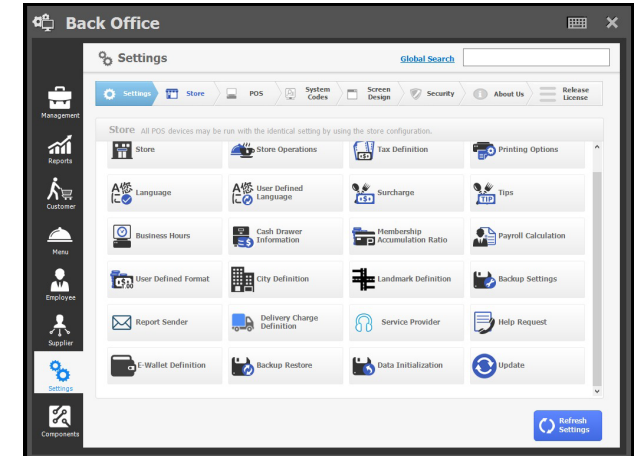 Back Office
Settings
Global Search
Settings
Store
POS
System
Codes
Screen
Design
Security
About Us
Release
License
Store All POS devices may be run with the identical setting by using the store configuration.
Management
Reports
Customer
Menu
Employee
Supplier
Settings
Components
Store
Store Operations
Tax Definition
Printing Options
Language
User Defined
Language
Surcharge
Tips
Business Hours
Cash Drawer
Information
Membership
Accumulation Ratio
Payroll Calculation
User Defined Format
City Definition
Landmark Definition
Backup Settings
Report Sender
Delivery Charge
Definition
Service Provider
Help Request
E-Wallet Definition
Backup Restore
Data Initialization
Update
Refresh
Settings